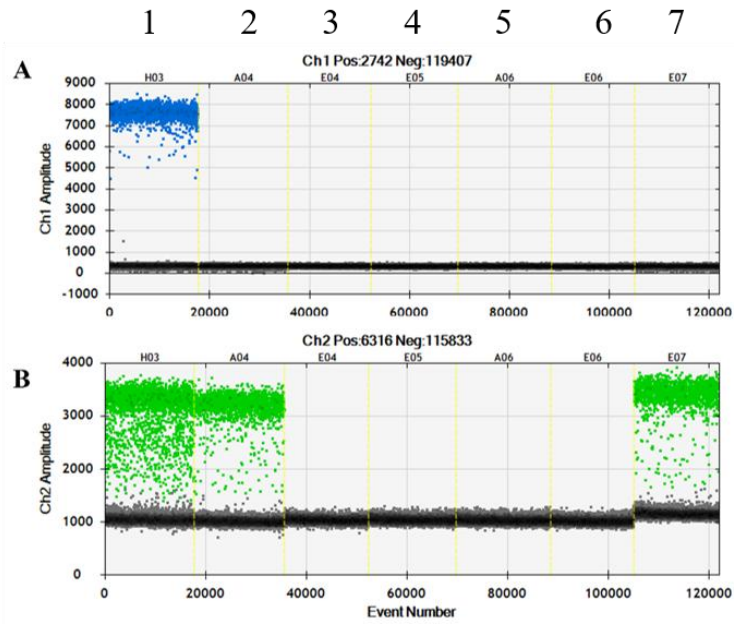 1 2 3 4 5 6 7
A
Ch1 Pos:2742 Neg:119407
H03 A04 E04 E05 A06 E06 E07
9000
8000
7000
6000
5000
4000
3000
2000
1000
0
-1000
Ch1 Amplitude
0 20000 40000 60000 80000 100000 120000
B
Ch2 Pos:6316 Neg:115833
H03 A04 E04 E05 A06 E06 E07
4000
3000
2000
1000
0
Ch2 Amplitude
0 20000 40000 60000 80000 100000 120000
Event Number